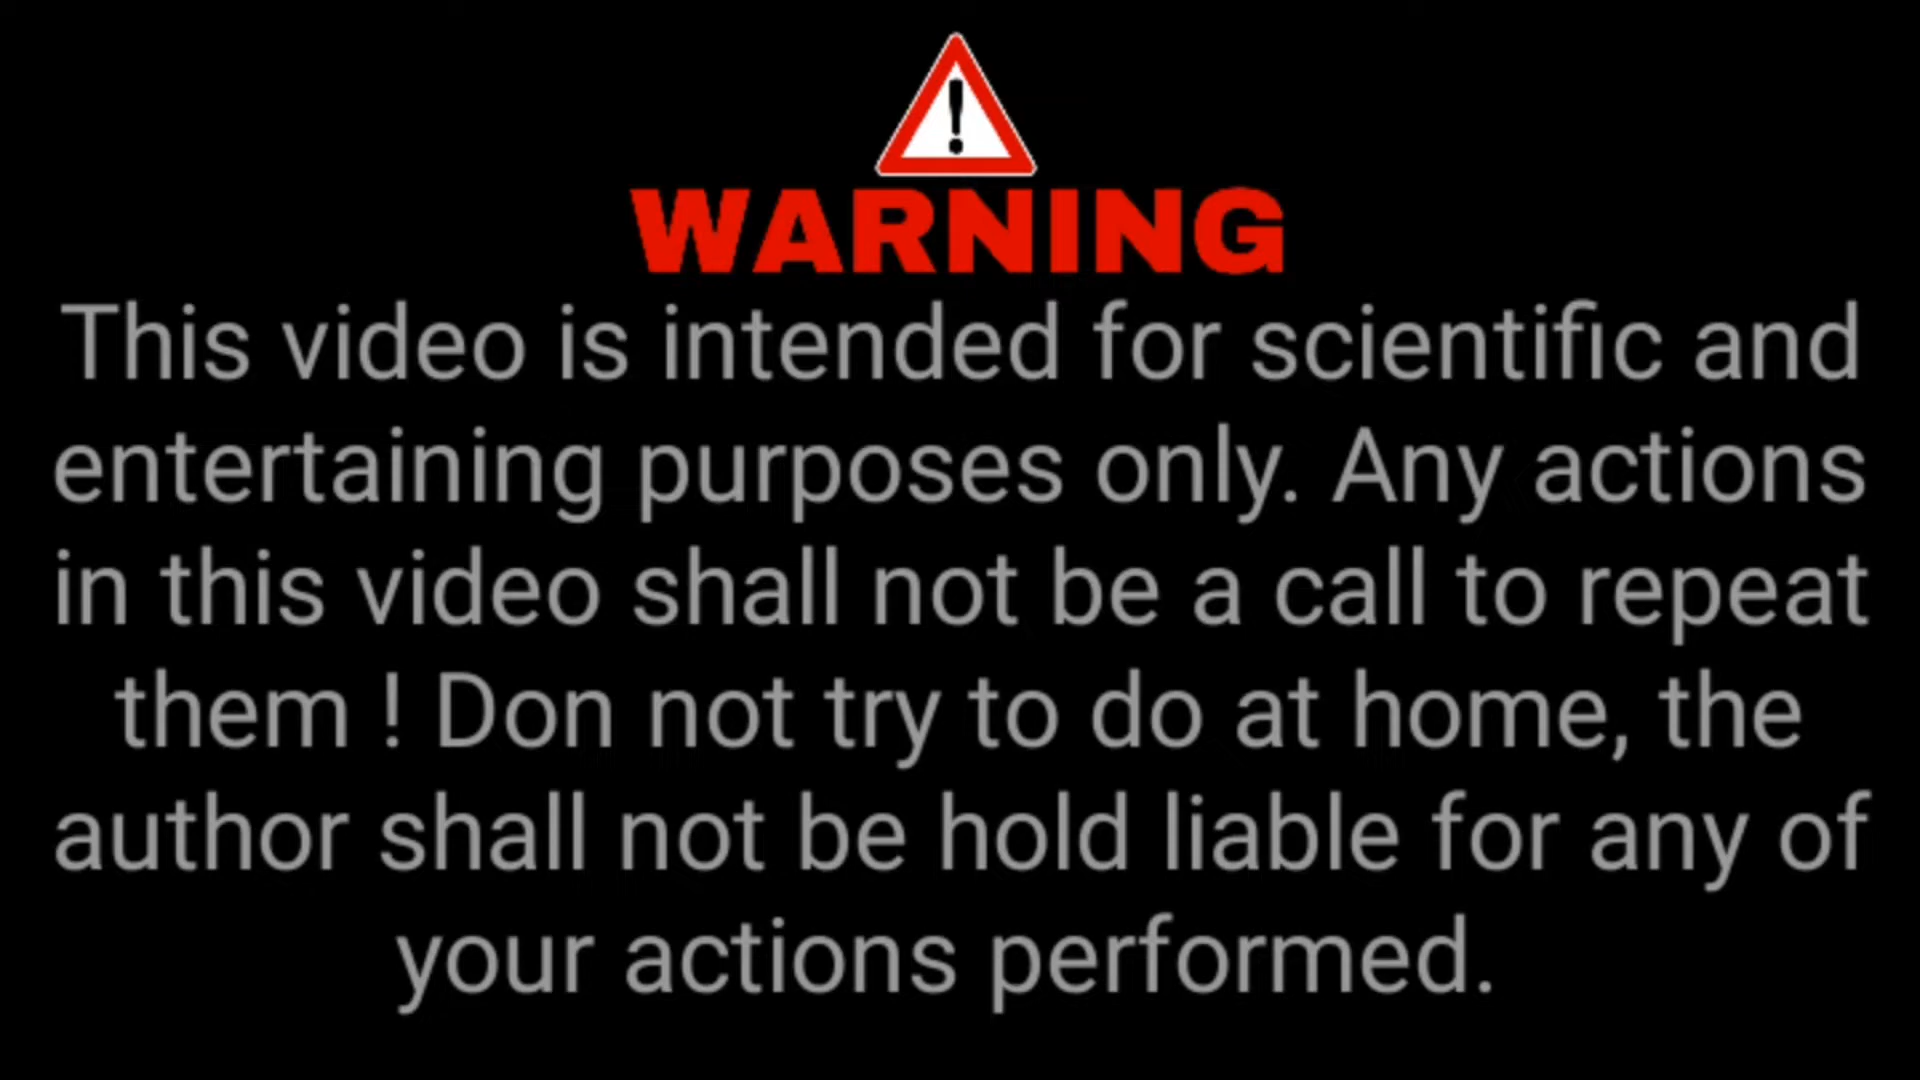 WARNING
This video is intended for scientific and
entertaining purposes only. Any actions
in this video shall not be a call to repeat
them ! Don not try to do at home, the
author shall not be hold liable for any of
your actions performed.